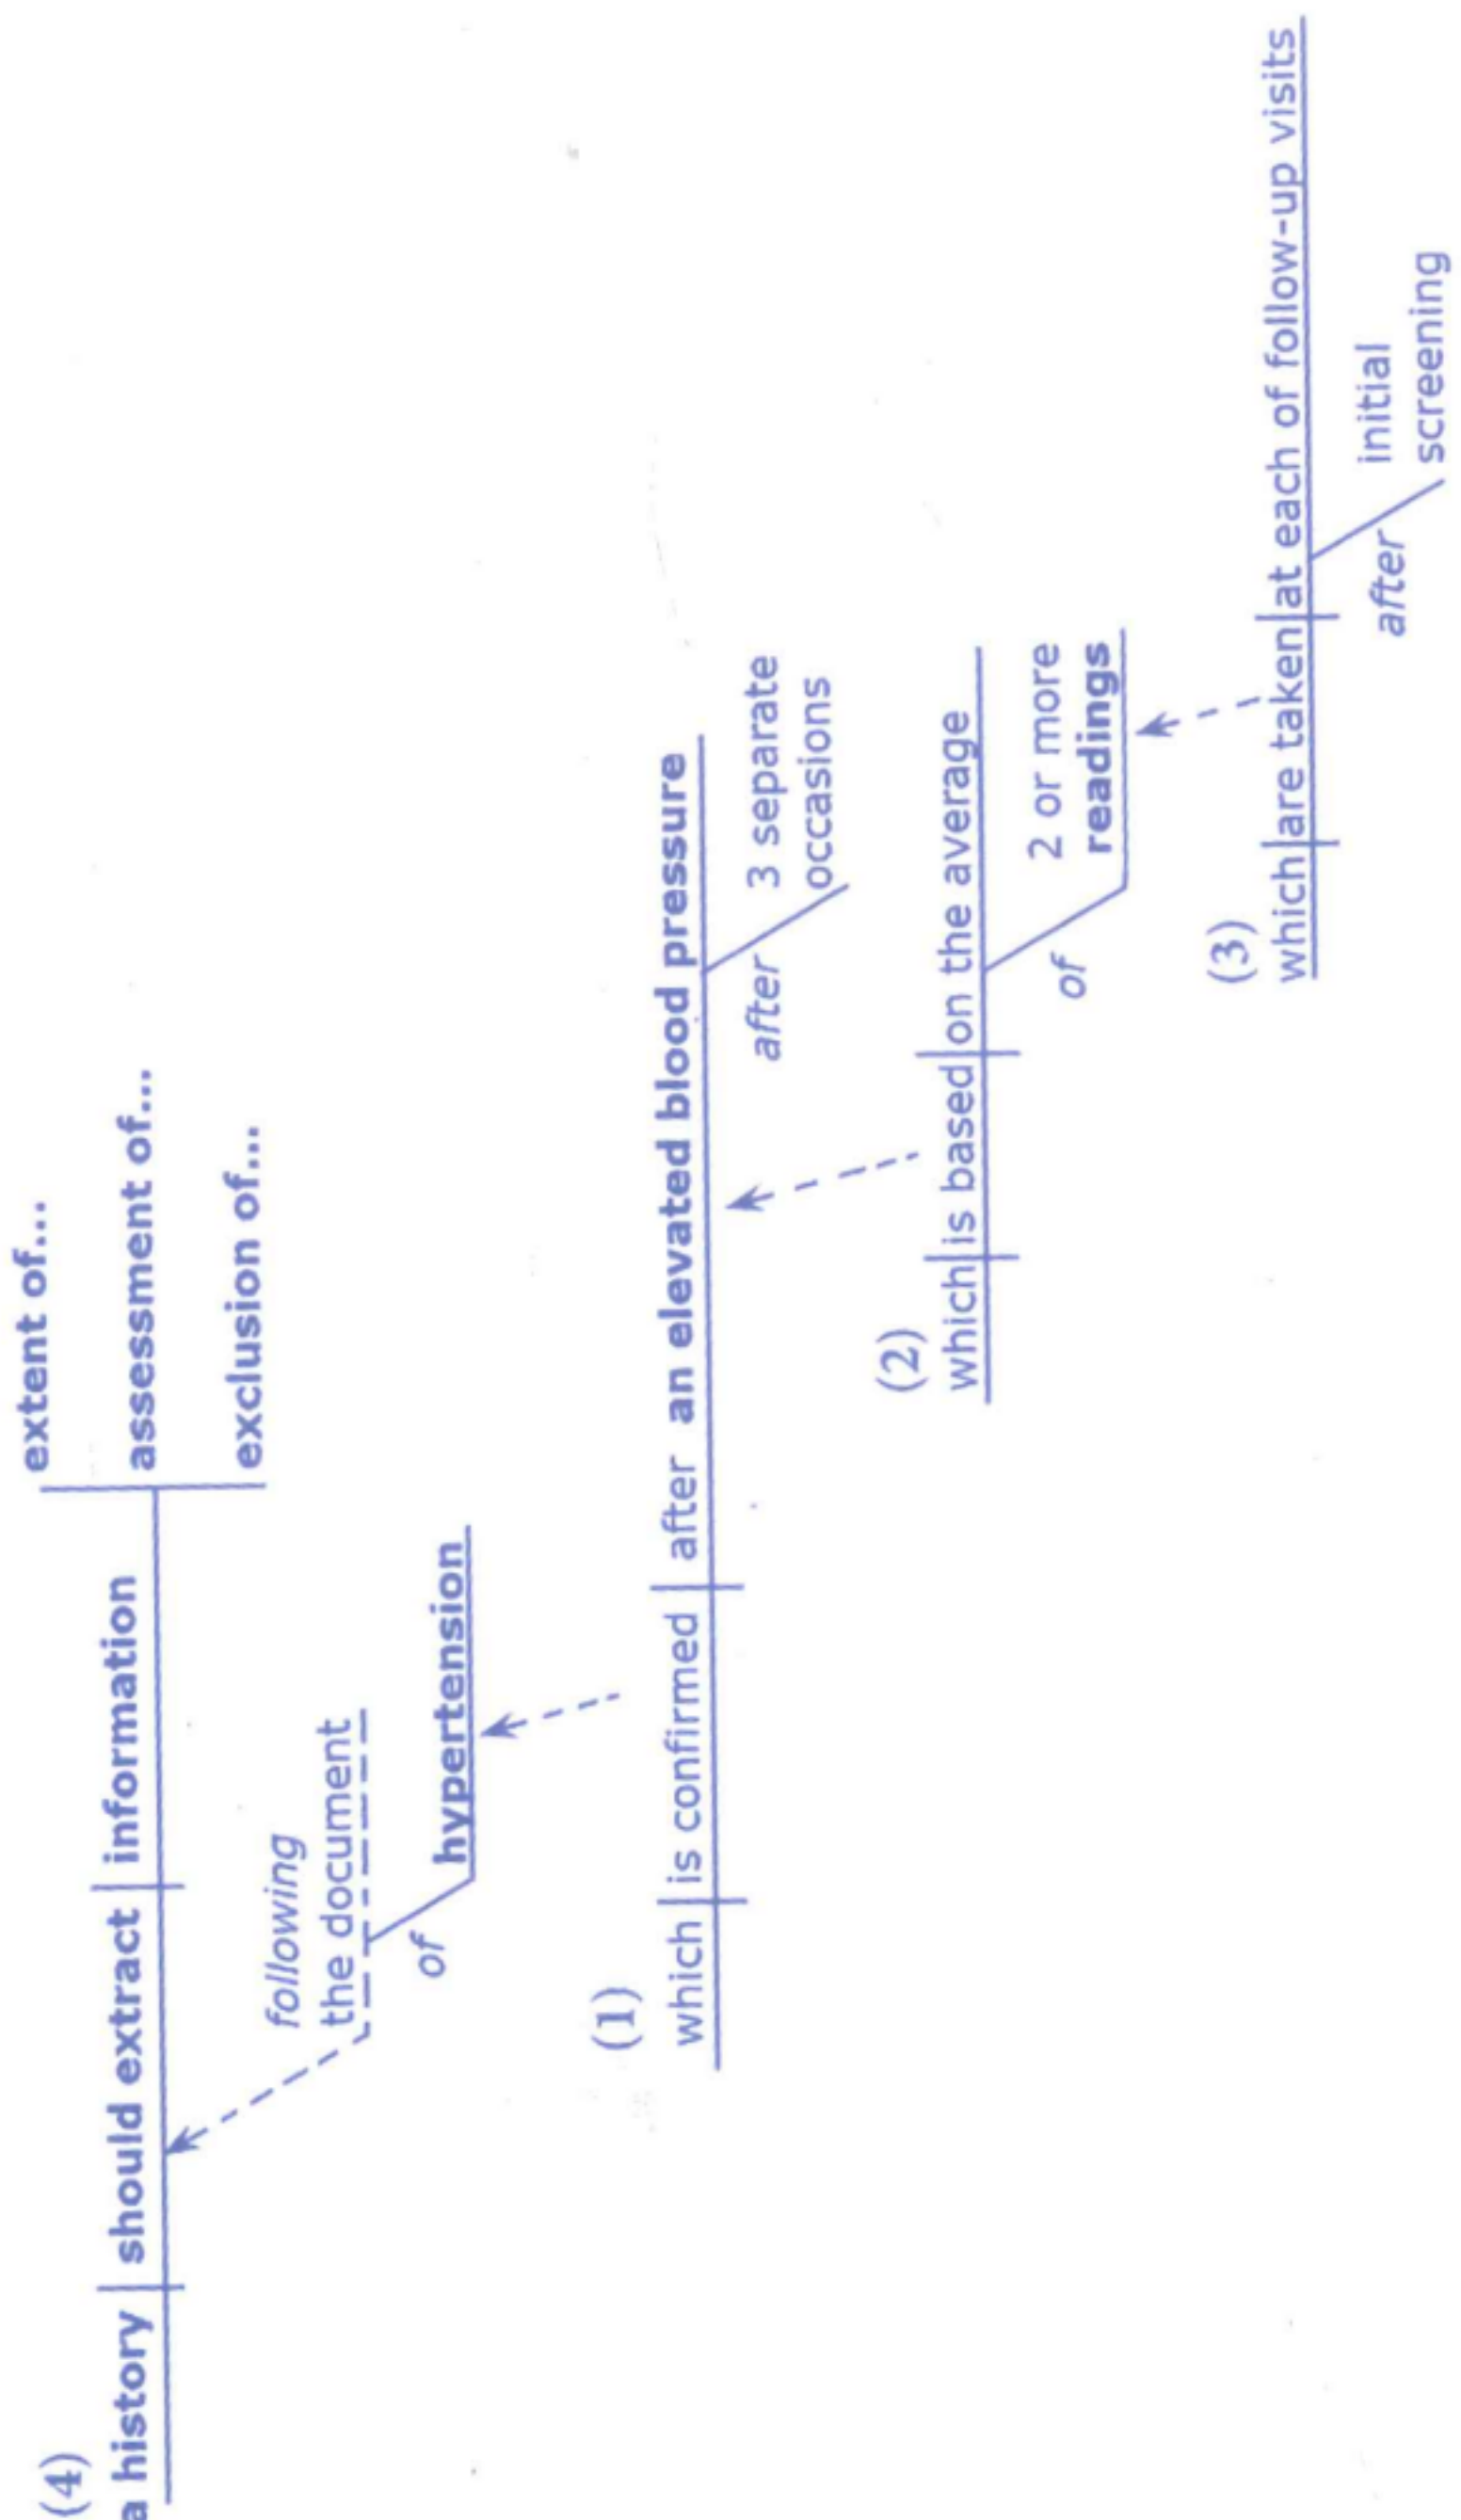 (4)
extent of...
a history should extract information
assessment of...
exclusion of...
following
the document
of
hypertension
(1)
which is confirmed after an elevated blood pressure
after
3 separate
occasions
(2)
which is based on the average
of
2 or more
readings
(3)
which are taken at each of follow-up visits
after
initial
screening